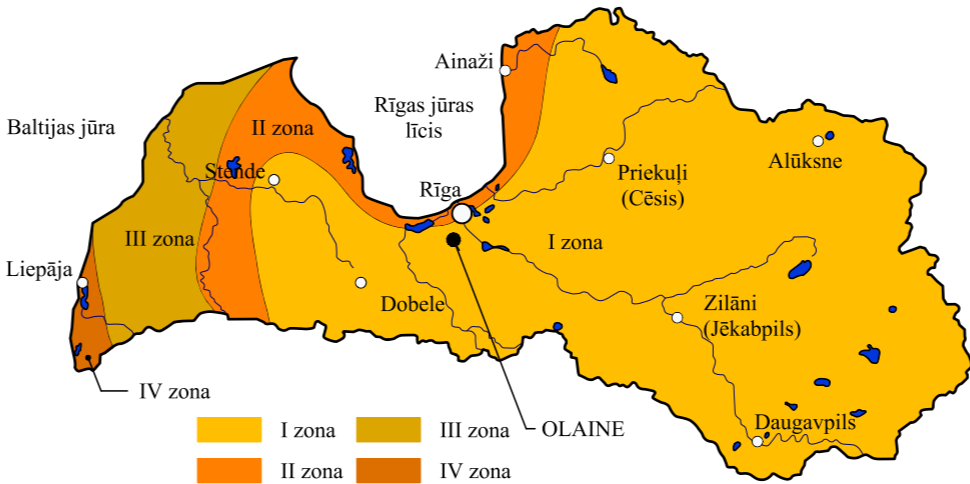 Ainaži
Rīgas jūras
līcis
Baltijas jūra
II zona
Stende
Priekuļi
(Cēsis)
Alūksne
Rīga
III zona
I zona
Liepāja
Dobele
Zilāni
(Jēkabpils)
IV zona
OLAINE
Daugavpils
I zona
III zona
II zona
IV zona